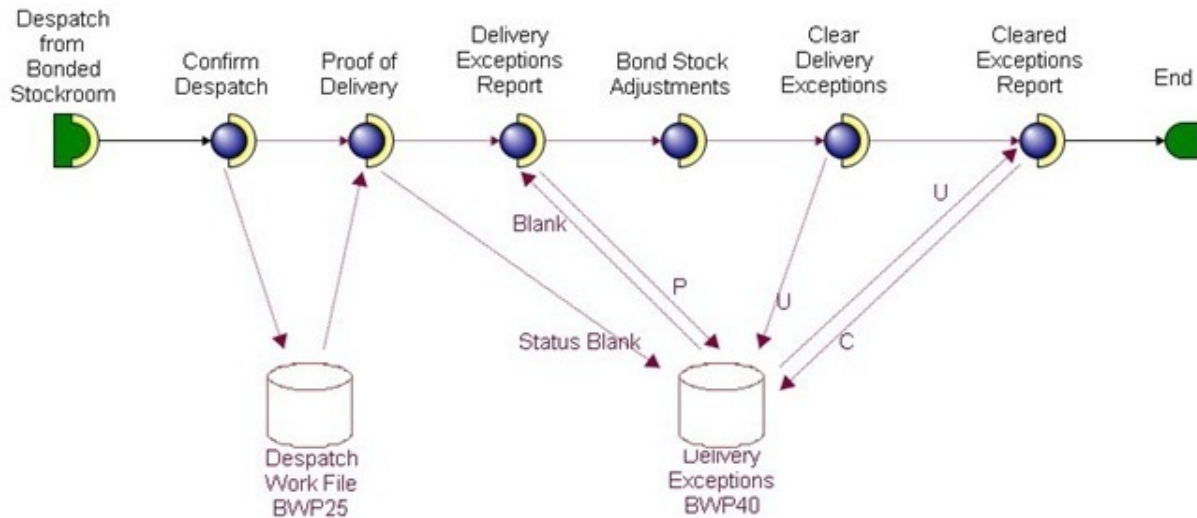 Despatch
from
Bonded
Stockroom
Confirm
Despatch
Proof of
Delivery
Delivery
Exceptions
Report
Bond Stock
Adjustments
Clear
Delivery
Exceptions
Cleared
Exceptions
Report
End
Blank
P
U
U
C
Status Blank
Despatch
Work File
BWP25
Delivery
Exceptions
BWP40